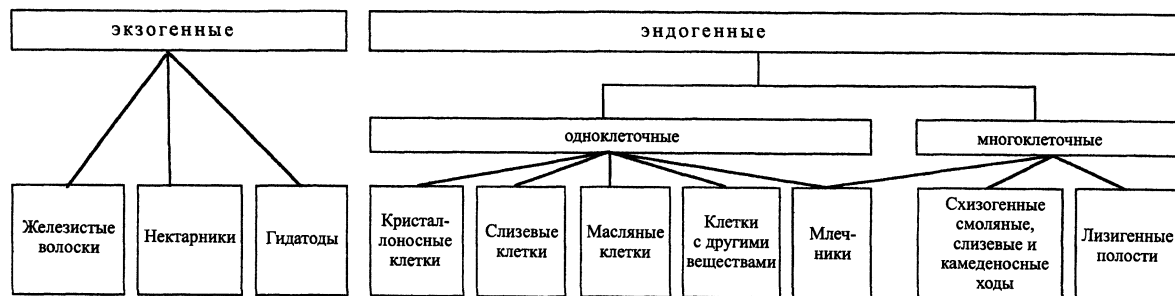 экзогенные
эндогенные
одноклеточные
многоклеточные
Железистые
волоски
Нектарники
Гидатоды
Кристал-
лоносные
клетки
Слизевые
клетки
Масляные
клетки
Клетки
с другими
веществами
Млеч-
ники
Схизогенные
смоляные,
слизевые и
камеденосные
ходы
Лизигенные
полости